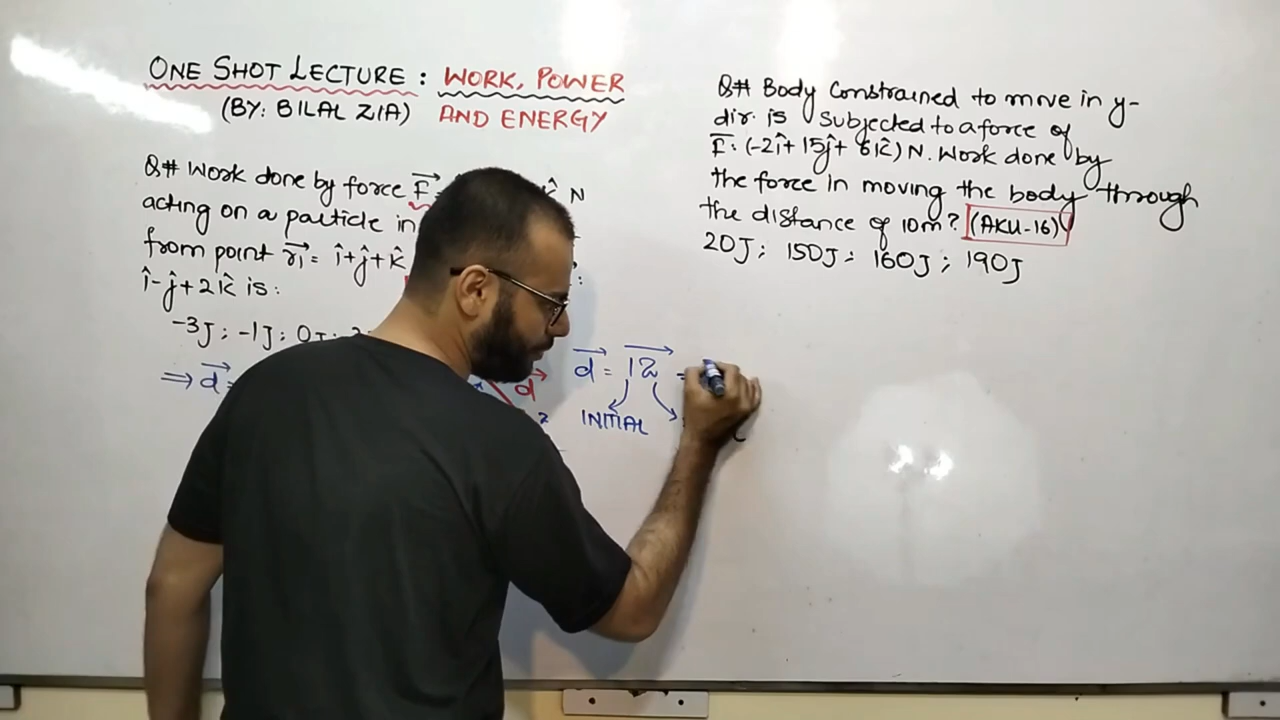 ONE SHOT LECTURE : WORK, POWER
(BY: BILAL ZIA) AND ENERGY
Q# Work done by force F⃗ k̂ N
acting on a particle in
from point r⃗₁ = î+ĵ+k̂
î-ĵ+2k̂ is:
-3J ; -1J ; 0J ;
⇒ d⃗ =
d⃗
2
d⃗ = 12 =
INITIAL
Q# Body Constrained to move in y-
dir. is subjected to a force of
F⃗ : (-2î+ 15ĵ+ 6k̂) N. Work done by
the force in moving the body through
the distance of 10m? (AKU-16)
20J ; 150J ; 160J ; 190J